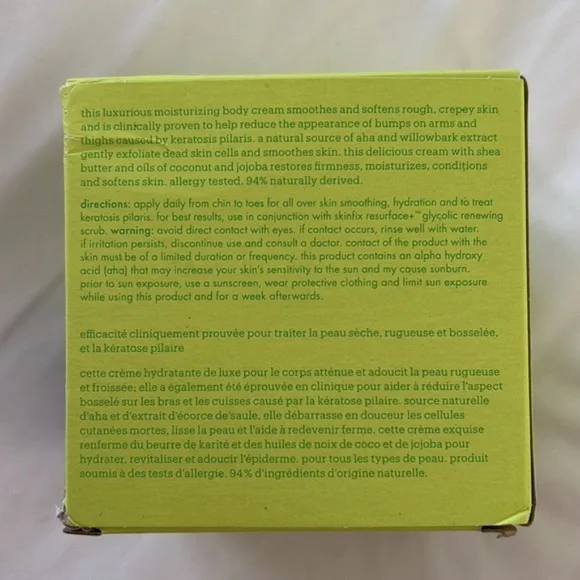 this luxurious moisturizing body cream smoothes and softens rough, crepey skin
and is clinically proven to help reduce the appearance of bumps on arms and
thighs caused by keratosis pilaris. a natural source of aha and willowbark extract
gently exfoliate dead skin cells and smoothes skin. this delicious cream with shea
butter and oils of coconut and jojoba restores firmness, moisturizes, conditions
and softens skin. allergy tested. 94% naturally derived.
directions: apply daily from chin to toes for all over skin smoothing, hydration and to treat
keratosis pilaris. for best results, use in conjunction with skinfix resurface+™ glycolic renewing
scrub. warning: avoid direct contact with eyes. if contact occurs, rinse well with water.
if irritation persists, discontinue use and consult a doctor. contact of the product with the
skin must be of a limited duration or frequency. this product contains an alpha hydroxy
acid (aha) that may increase your skin's sensitivity to the sun and my cause sunburn.
prior to sun exposure, use a sunscreen, wear protective clothing and limit sun exposure
while using this product and for a week afterwards.
efficacité cliniquement prouvée pour traiter la peau sèche, rugueuse et bosselée,
et la kératose pilaire
cette crème hydratante de luxe pour le corps atténue et adoucit la peau rugueuse
et froissée; elle a également été éprouvée en clinique pour aider à réduire l'aspect
bosselé sur les bras et les cuisses causé par la kératose pilaire. source naturelle
d'aha et d'extrait d'écorce de saule, elle débarrasse en douceur les cellules
cutanées mortes, lisse la peau et l'aide à redevenir ferme. cette crème exquise
renferme du beurre de karité et des huiles de noix de coco et de jojoba pour
hydrater, revitaliser et adoucir l'épiderme. pour tous les types de peau. produit
soumis à des tests d'allergie. 94% d'ingrédients d'origine naturelle.